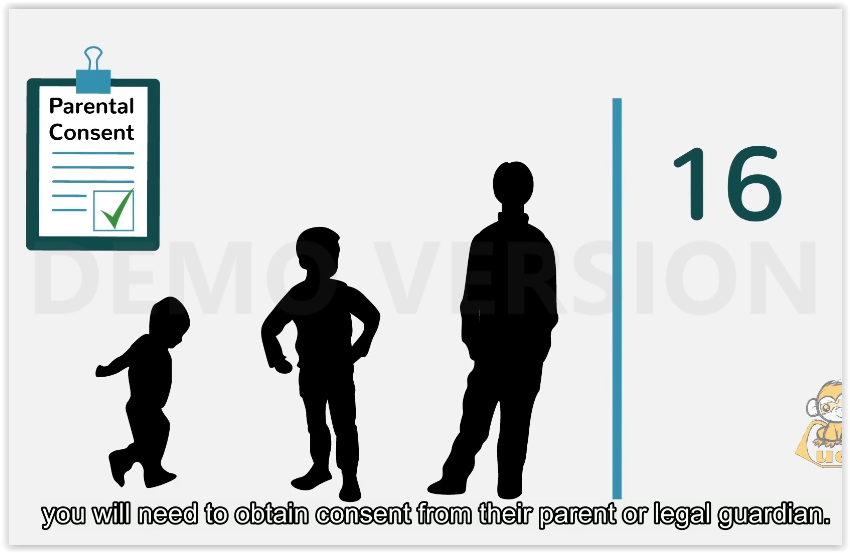 Parental
Consent
16
DEMO VERSION
you will need to obtain consent from their parent or legal guardian.